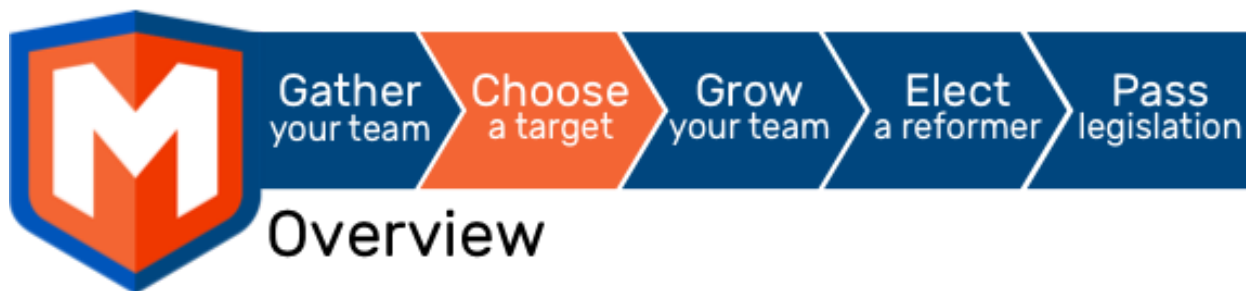 M
Gather
your team
Choose
a target
Grow
your team
Elect
a reformer
Pass
legislation
Overview